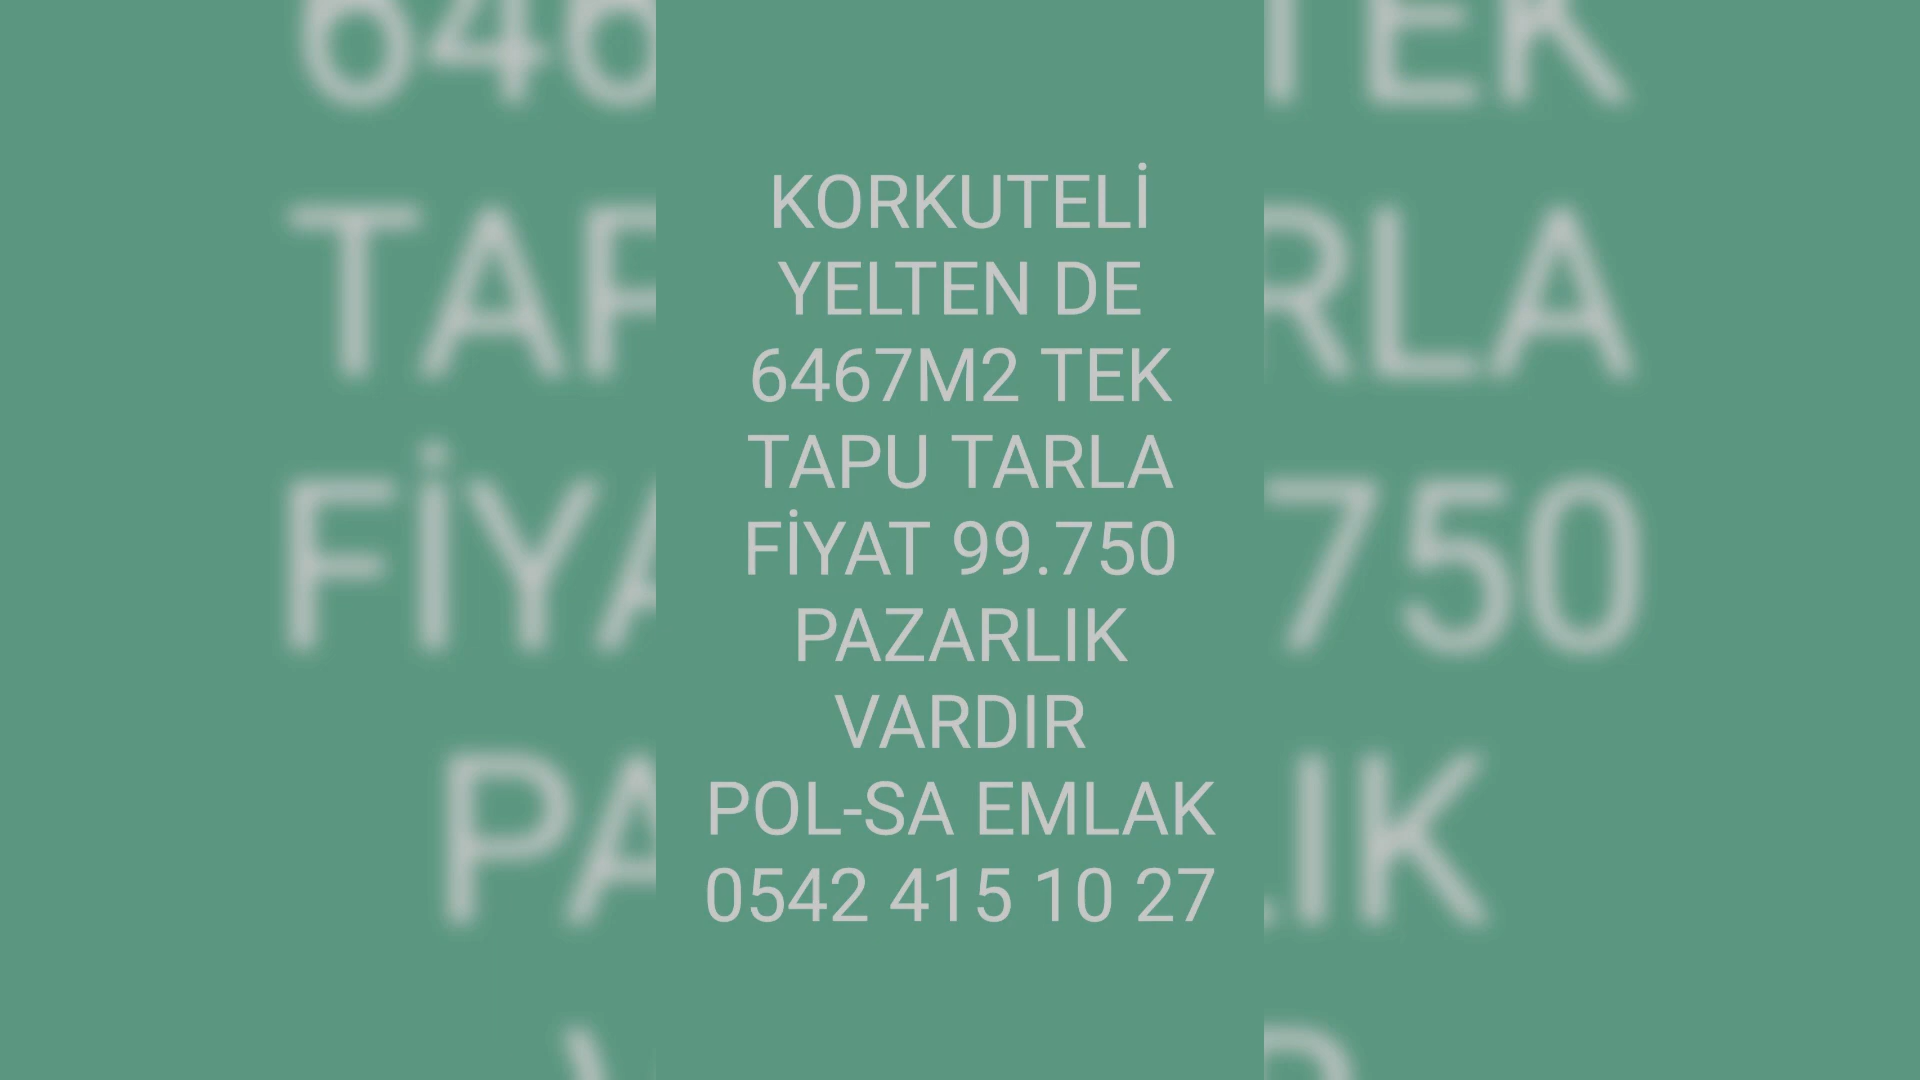 KORKUTELİ
YELTEN DE
6467M2 TEK
TAPU TARLA
FİYAT 99.750
PAZARLIK
VARDIR
POL-SA EMLAK
0542 415 10 27